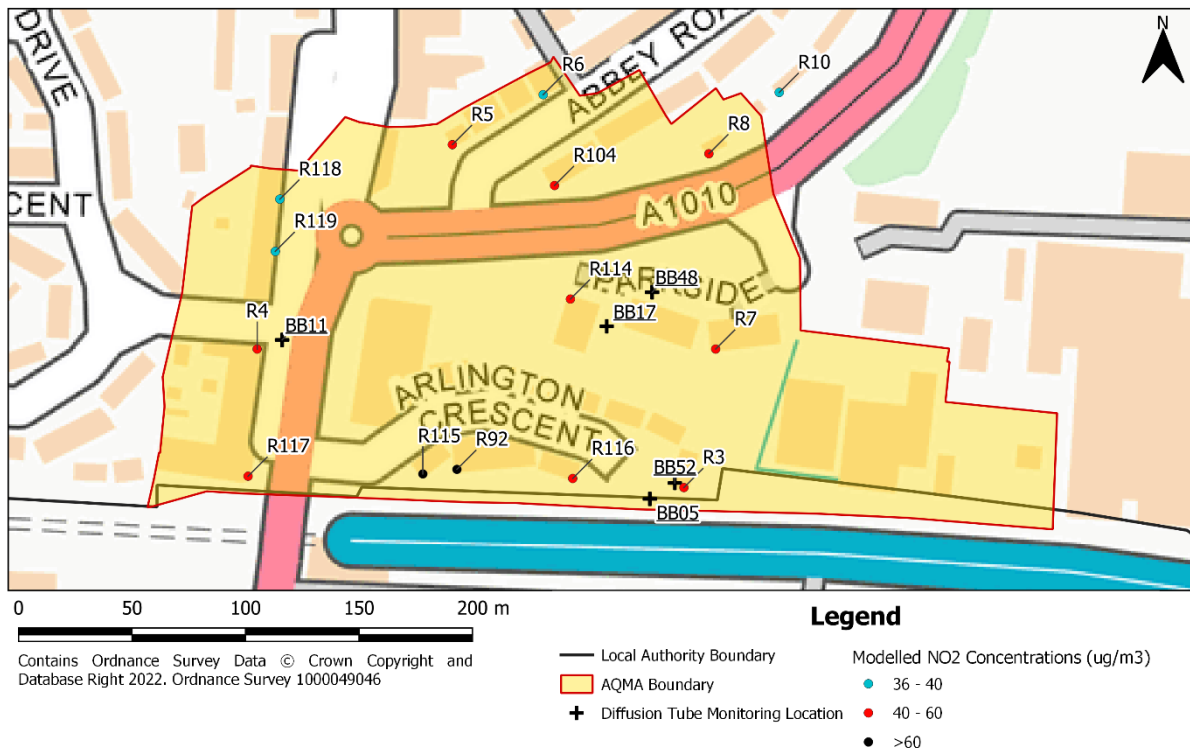 DRIVE
CENT
ABBEY ROA
N
R6
R10
R5
R8
R104
R118
A1010
R119
R114
PARKSIDE
BB48
BB17
R4
BB11
R7
ARLINGTON
CRESCENT
R115
R92
R117
R116
BB52
R3
BB05
0 50 100 150 200 m
Contains Ordnance Survey Data © Crown Copyright and
Database Right 2022. Ordnance Survey 1000049046
Legend
Local Authority Boundary
AQMA Boundary
Diffusion Tube Monitoring Location
Modelled NO2 Concentrations (ug/m3)
36 - 40
40 - 60
>60